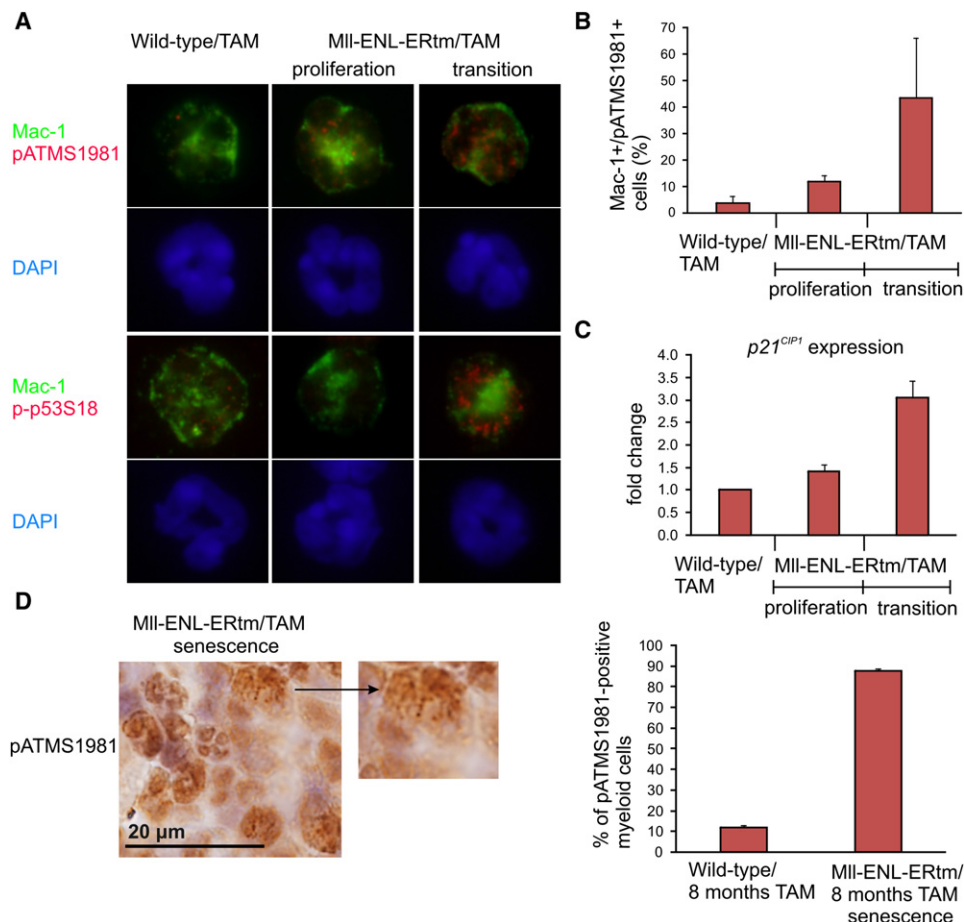 A
Wild-type/TAM
Mll-ENL-ERtm/TAM
proliferation
transition
Mac-1
pATMS1981
DAPI
Mac-1
p-p53S18
DAPI
B
Mac-1+/pATMS1981+
cells (%)
70
60
50
40
30
20
10
0
Wild-type/
TAM
Mll-ENL-ERtm/TAM
proliferation
transition
C
p21CIP1 expression
fold change
4.0
3.5
3.0
2.5
2.0
1.5
1.0
0.5
0
Wild-type/
TAM
Mll-ENL-ERtm/TAM
proliferation
transition
D
Mll-ENL-ERtm/TAM
senescence
pATMS1981
20 µm
% of pATMS1981-positive
myeloid cells
100
90
80
70
60
50
40
30
20
10
0
Wild-type/
8 months TAM
Mll-ENL-ERtm/
8 months TAM
senescence